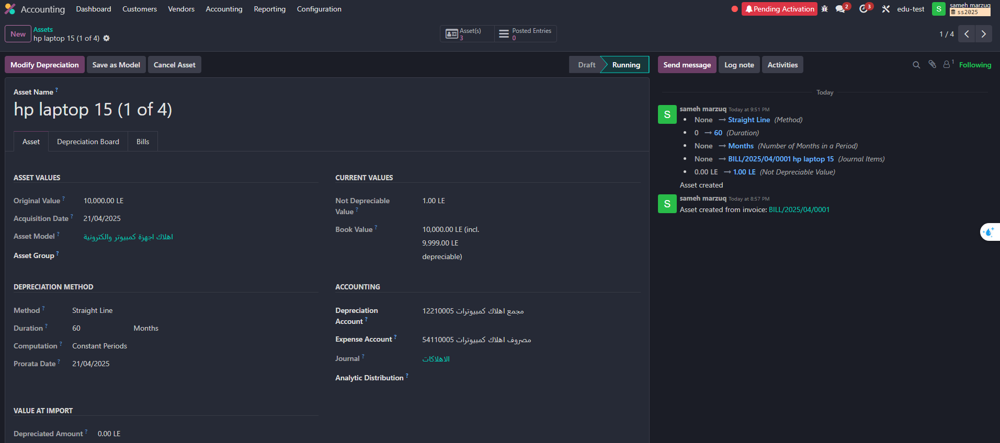 Accounting Dashboard Customers Vendors Accounting Reporting Configuration
Pending Activation 2 3 edu-test S sameh marzuq
ss2025
New Assets
hp laptop 15 (1 of 4)
Asset(s)
3
Posted Entries
0
1 / 4
Modify Depreciation Save as Model Cancel Asset Draft Running
Send message Log note Activities 1 Following
Asset Name ?
hp laptop 15 (1 of 4)
Asset Depreciation Board Bills
ASSET VALUES
Original Value ? 10,000.00 LE
Acquisition Date ? 21/04/2025
Asset Model ? اهلاك اجهزة كمبيوتر والكترونية
Asset Group ?
CURRENT VALUES
Not Depreciable
Value ? 1.00 LE
Book Value ? 10,000.00 LE (incl.
9,999.00 LE
depreciable)
DEPRECIATION METHOD
Method ? Straight Line
Duration ? 60 Months
Computation ? Constant Periods
Prorata Date ? 21/04/2025
ACCOUNTING
Depreciation
Account ? 12210005 مجمع اهلاك كمبيوترات
Expense Account ? 54110005 مصروف اهلاك كمبيوترات
Journal ? الاهلاكات
Analytic Distribution ?
VALUE AT IMPORT
Depreciated Amount ? 0.00 LE
Today
S
sameh marzuq Today at 9:51 PM
• None → Straight Line (Method)
• 0 → 60 (Duration)
• None → Months (Number of Months in a Period)
• None → BILL/2025/04/0001 hp laptop 15 (Journal Items)
• 0.00 LE → 1.00 LE (Not Depreciable Value)
Asset created
S
sameh marzuq Today at 8:57 PM
Asset created from invoice: BILL/2025/04/0001